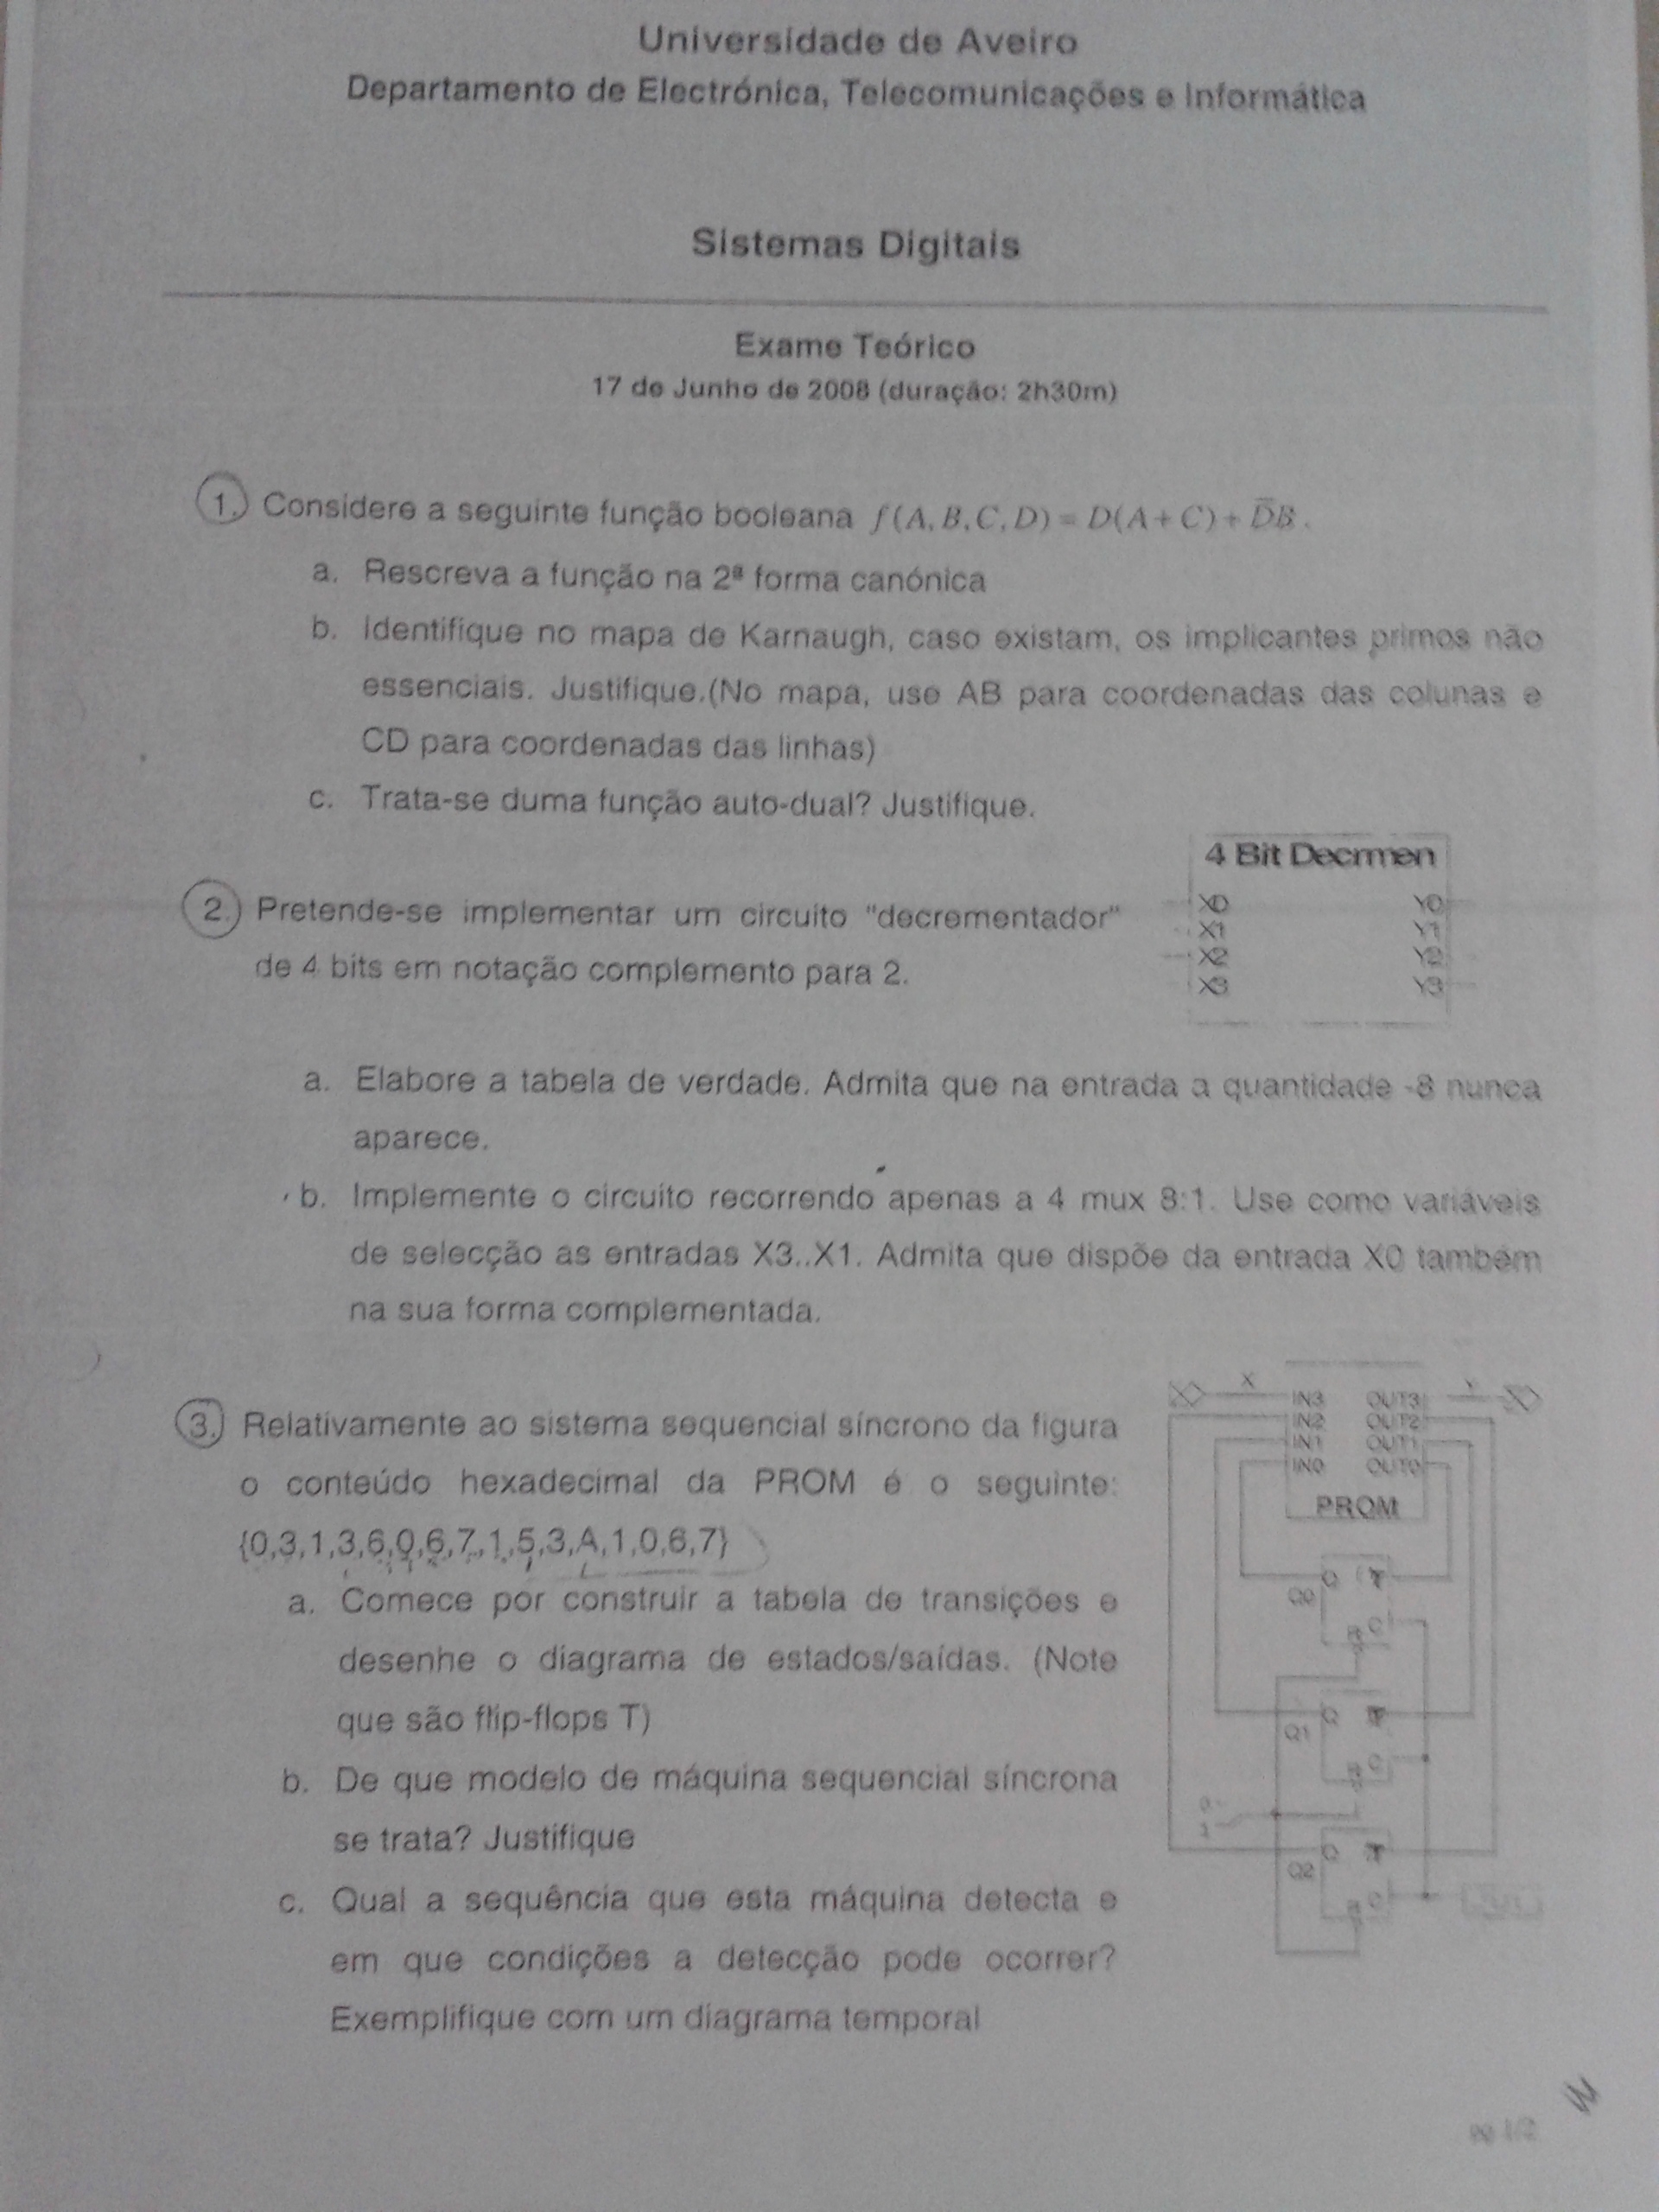 Universidade de Aveiro
Departamento de Electrónica, Telecomunicações e Informática
Sistemas Digitais
Exame Teórico
17 de Junho de 2008 (duração: 2h30m)
1. Considere a seguinte função booleana f(A,B,C,D) = D(A+C)+D̅B.
a. Rescreva a função na 2ª forma canónica
b. Identifique no mapa de Karnaugh, caso existam, os implicantes primos não
essenciais. Justifique.(No mapa, use AB para coordenadas das colunas e
CD para coordenadas das linhas)
c. Trata-se duma função auto-dual? Justifique.
4 Bit Decrmen
X0 Y0
X1 Y1
X2 Y2
X3 Y3
2. Pretende-se implementar um circuito "decrementador"
de 4 bits em notação complemento para 2.
a. Elabore a tabela de verdade. Admita que na entrada a quantidade -8 nunca
aparece.
b. Implemente o circuito recorrendo apenas a 4 mux 8:1. Use como variáveis
de selecção as entradas X3..X1. Admita que dispõe da entrada X0 também
na sua forma complementada.
3. Relativamente ao sistema sequencial síncrono da figura
o conteúdo hexadecimal da PROM é o seguinte:
{0,3,1,3,6,0,6,7,1,5,3,A,1,0,6,7}
a. Comece por construir a tabela de transições e
desenhe o diagrama de estados/saídas. (Note
que são flip-flops T)
b. De que modelo de máquina sequencial síncrona
se trata? Justifique
c. Qual a sequência que esta máquina detecta e
em que condições a detecção pode ocorrer?
Exemplifique com um diagrama temporal
X Y
IN3 OUT3
IN2 OUT2
IN1 OUT1
IN0 OUT0
PROM
Q T
Q0
R C
Q T
Q1
R C
0
1
Q T
Q2
R C